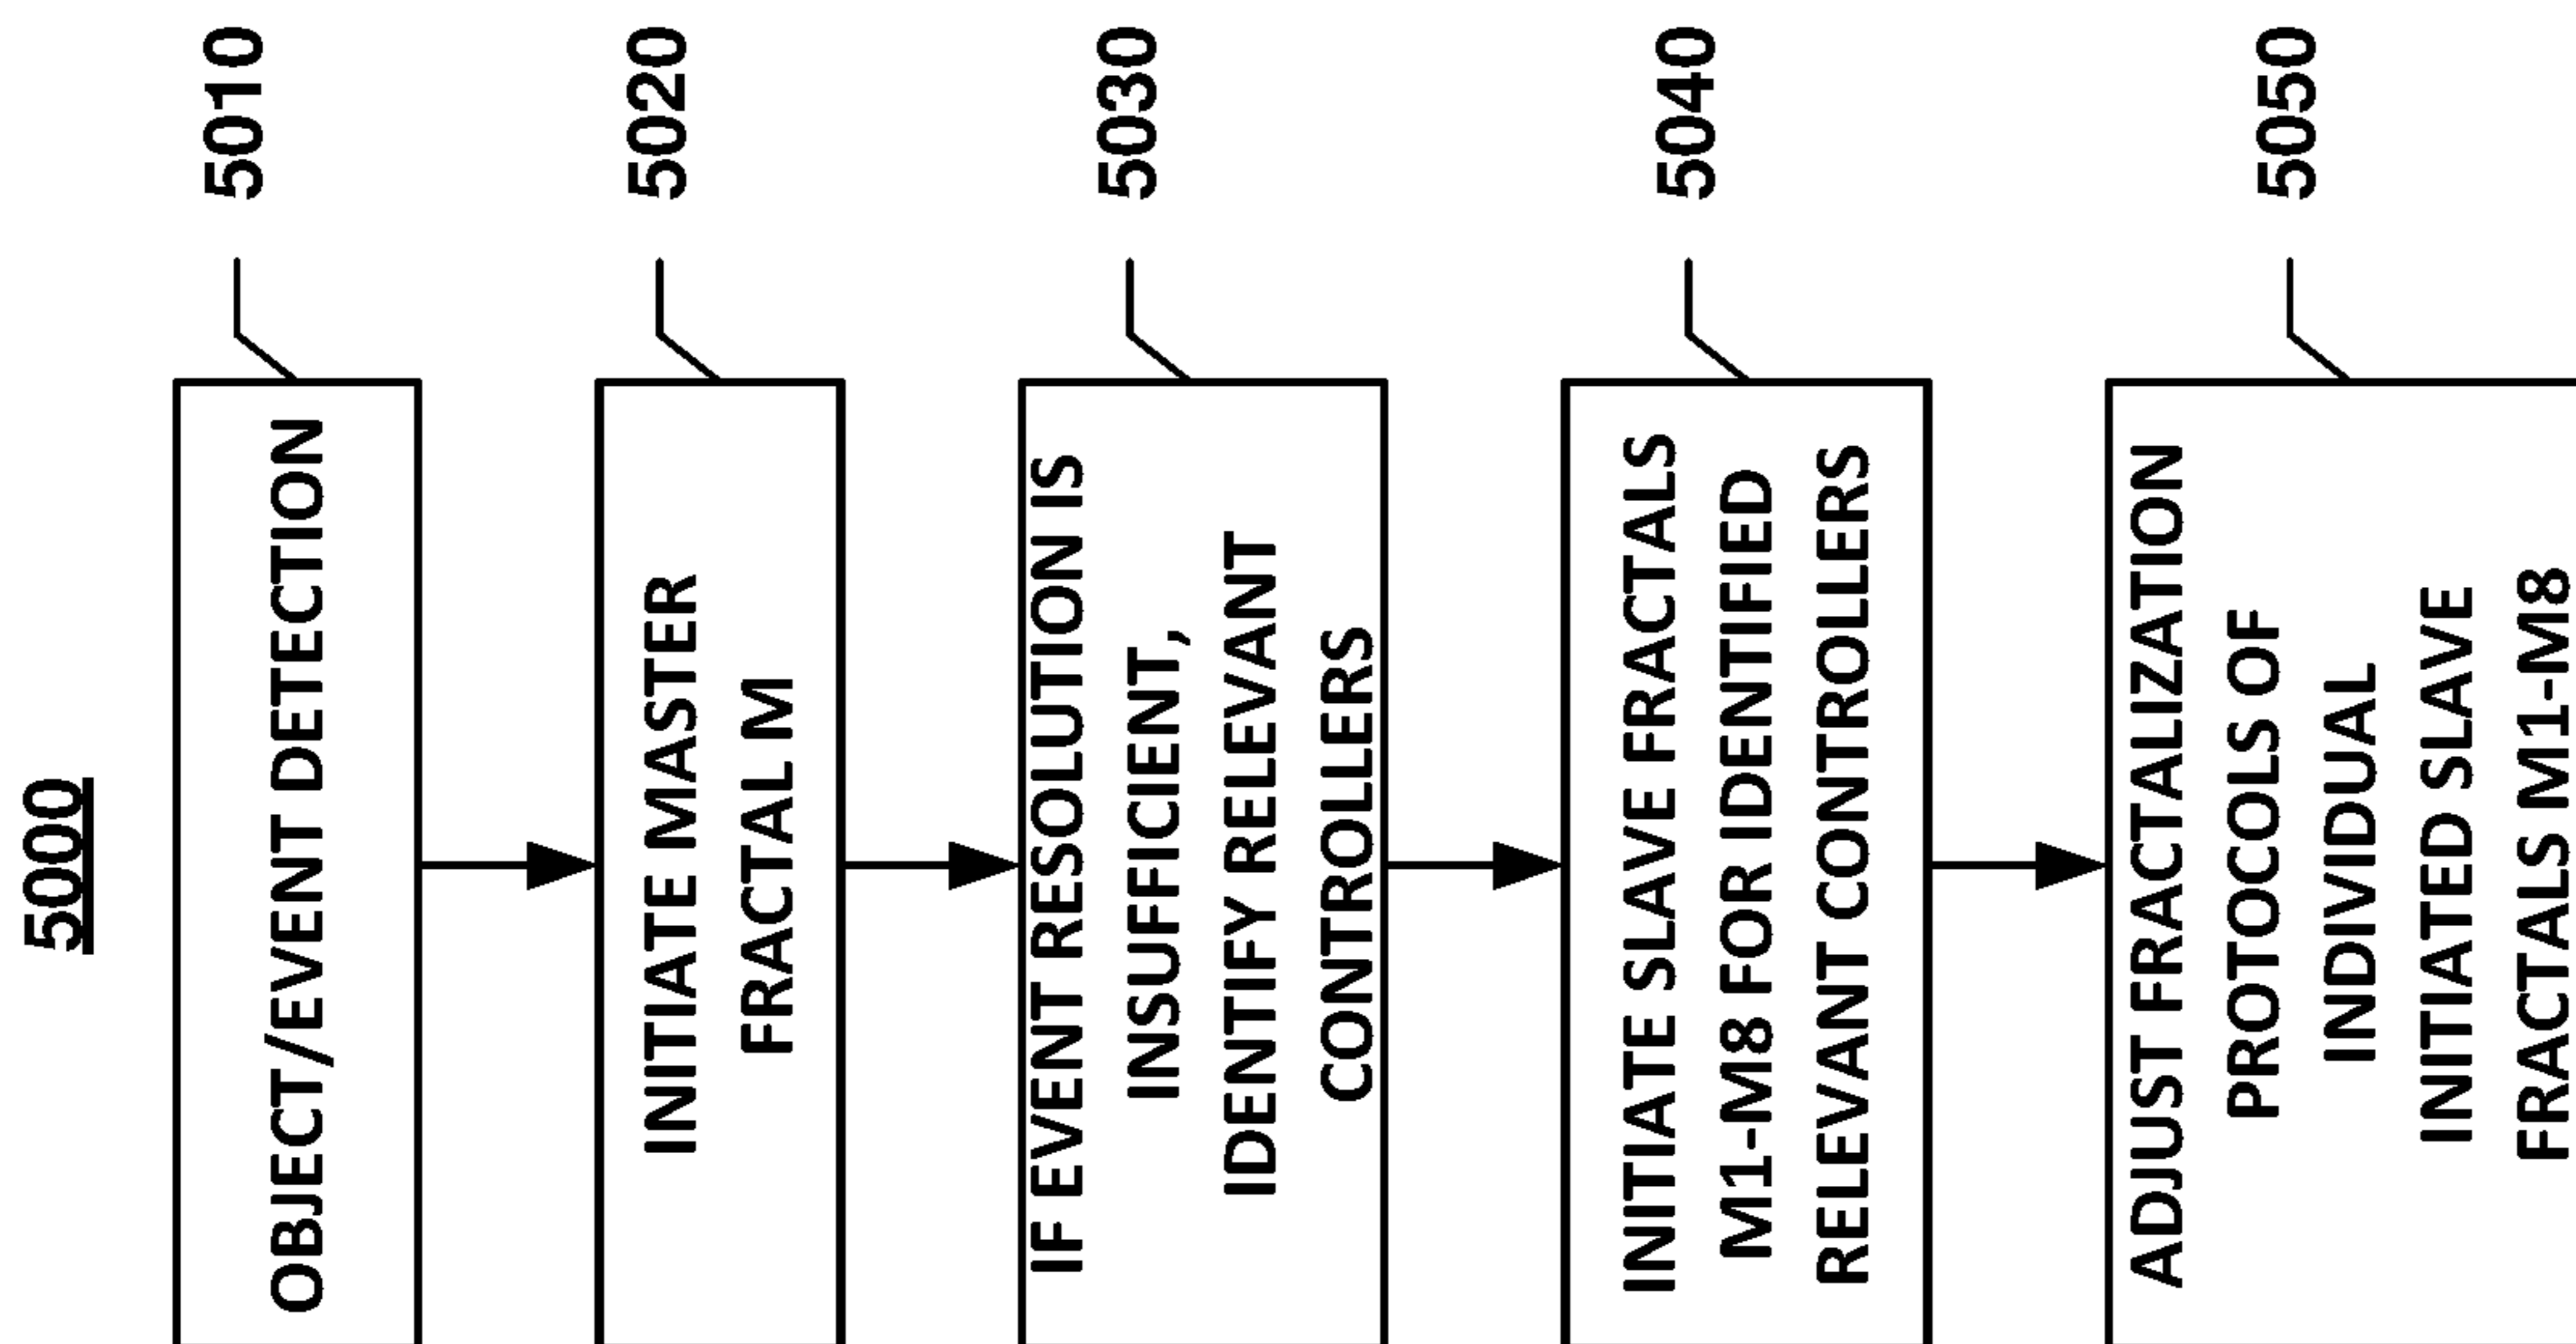 5000
OBJECT/EVENT DETECTION
5010
INITIATE MASTER
FRACTAL M
5020
IF EVENT RESOLUTION IS
INSUFFICIENT,
IDENTIFY RELEVANT
CONTROLLERS
5030
INITIATE SLAVE FRACTALS
M1-M8 FOR IDENTIFIED
RELEVANT CONTROLLERS
5040
ADJUST FRACTALIZATION
PROTOCOLS OF
INDIVIDUAL
INITIATED SLAVE
FRACTALS M1-M8
5050